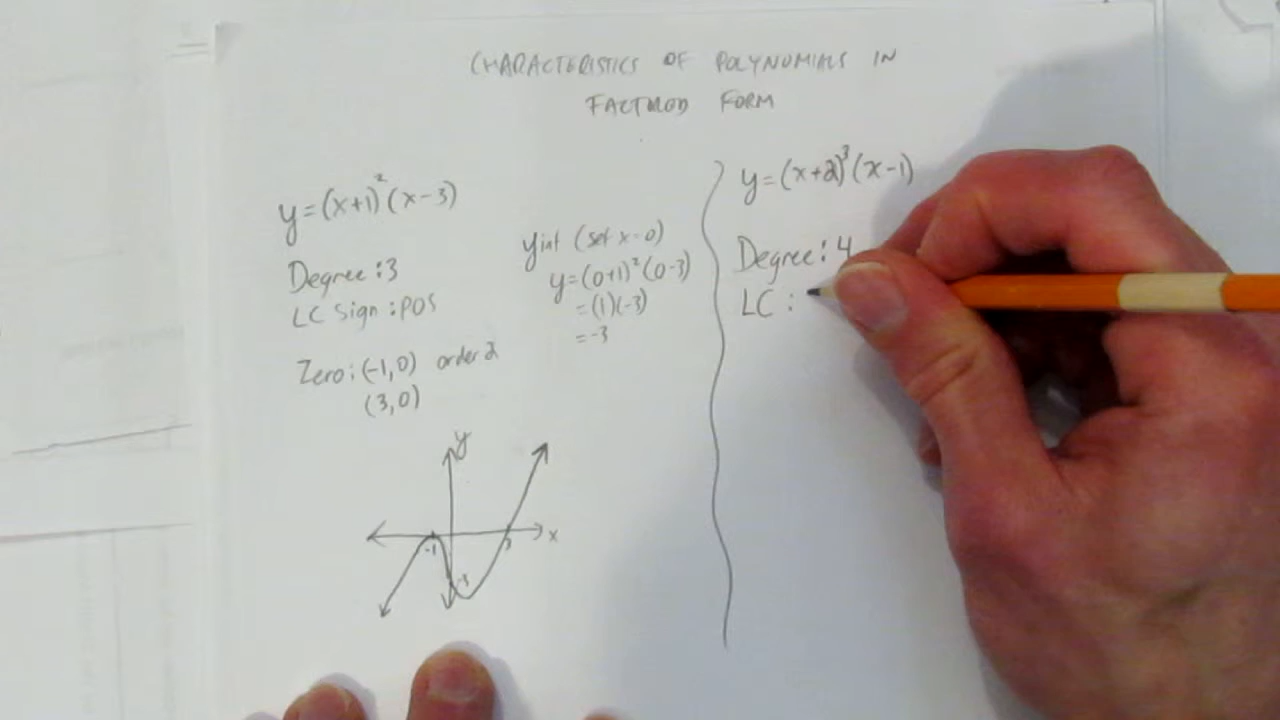 CHARACTERISTICS OF POLYNOMIALS IN
FACTORED FORM
y=(x+1)²(x-3)
Degree:3
LC Sign:POS
Zero:(-1,0) order 2
(3,0)
yint (set x=0)
y=(0+1)²(0-3)
=(1)(-3)
=-3
y
x
-1
3
-3
y=(x+2)³(x-1)
Degree:4
LC: